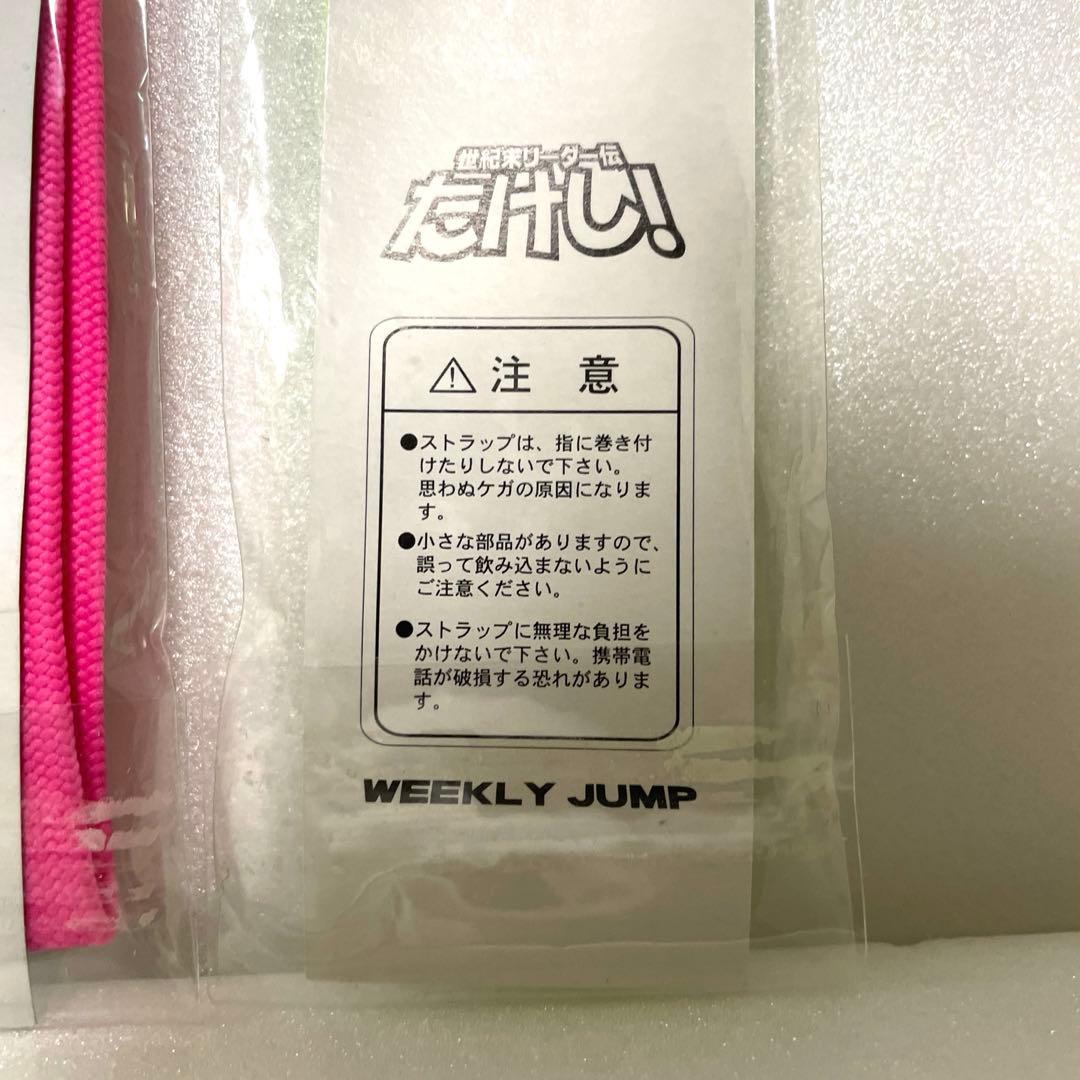 世紀末リーダー伝
たけし!
⚠注 意
●ストラップは、指に巻き付
けたりしないで下さい。
思わぬケガの原因になりま
す。
●小さな部品がありますので、
誤って飲み込まないように
ご注意ください。
●ストラップに無理な負担を
かけないで下さい。携帯電
話が破損する恐れがありま
す。
WEEKLY JUMP